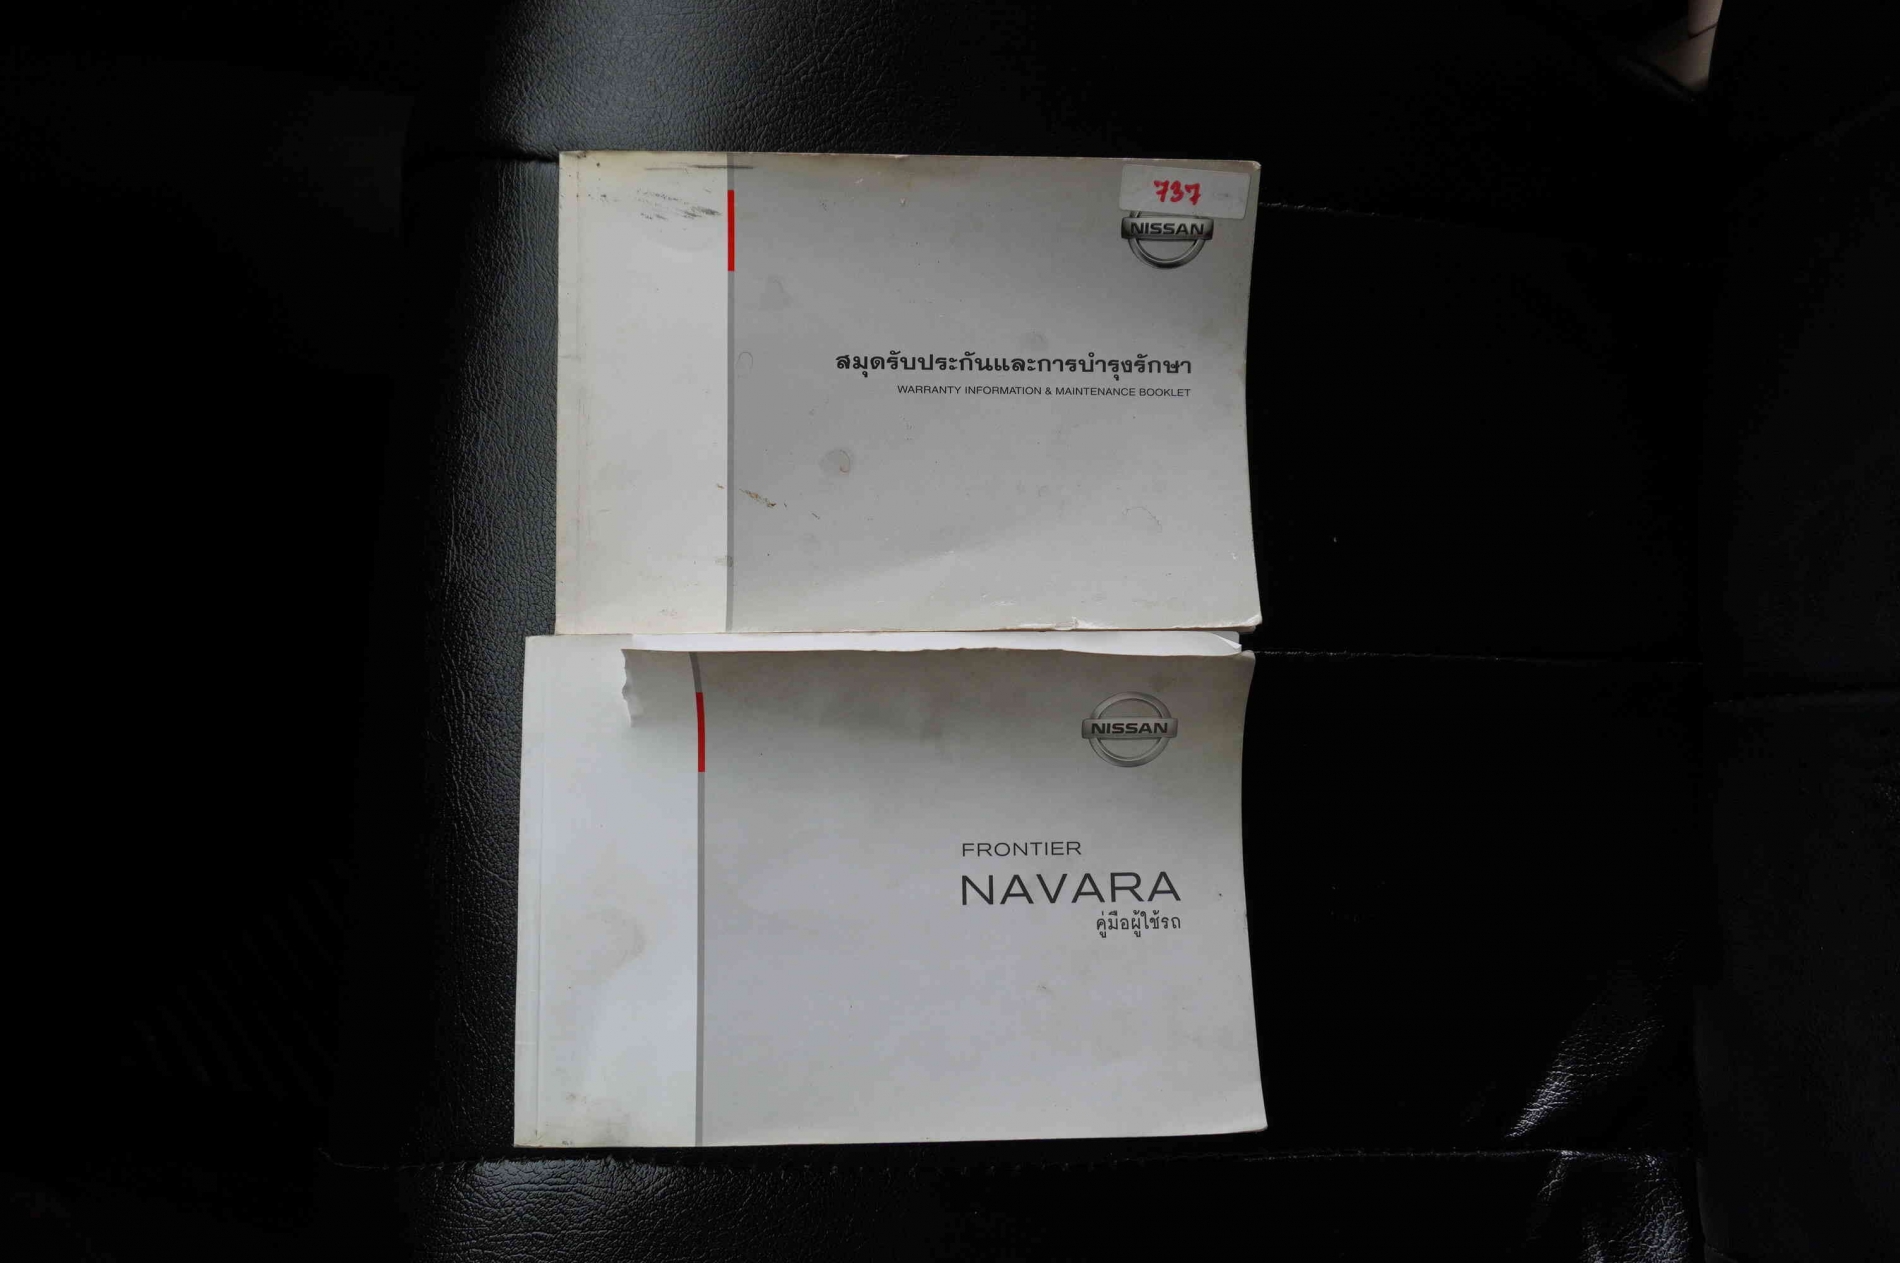 737
NISSAN
สมุดรับประกันและการบำรุงรักษา
WARRANTY INFORMATION & MAINTENANCE BOOKLET
NISSAN
FRONTIER
NAVARA
คู่มือผู้ใช้รถ